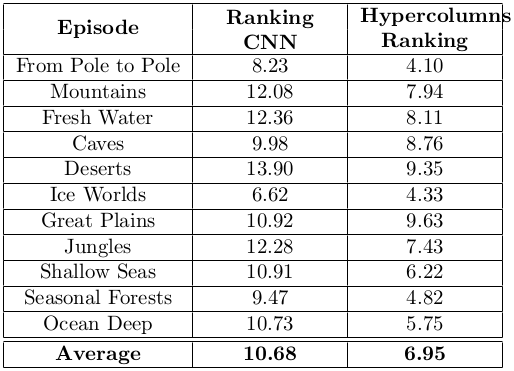 Episode Ranking CNN Hypercolumns Ranking
From Pole to Pole 8.23 4.10
Mountains 12.08 7.94
Fresh Water 12.36 8.11
Caves 9.98 8.76
Deserts 13.90 9.35
Ice Worlds 6.62 4.33
Great Plains 10.92 9.63
Jungles 12.28 7.43
Shallow Seas 10.91 6.22
Seasonal Forests 9.47 4.82
Ocean Deep 10.73 5.75
Average 10.68 6.95